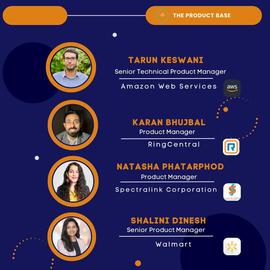 THE PRODUCT BASE
TARUN KESWANI
Senior Technical Product Manager
Amazon Web Services
aws
KARAN BHUJBAL
Product Manager
RingCentral
NATASHA PHATARPHOD
Product Manager
Spectralink Corporation
SHALINI DINESH
Senior Product Manager
Walmart